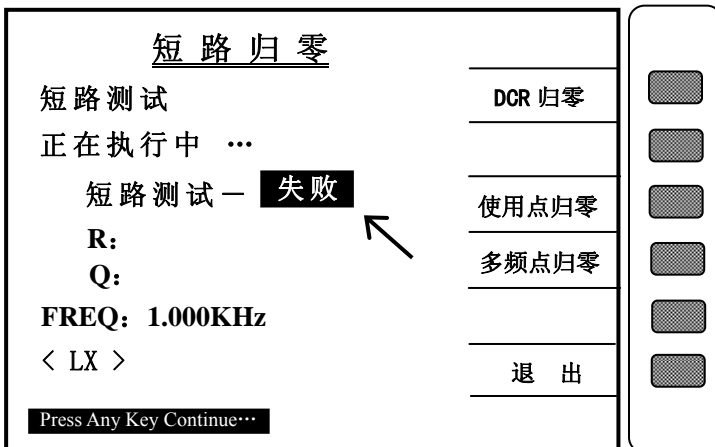 短路归零
短路测试
正在执行中 …
短路测试－ 失败
R：
Q：
FREQ：1.000KHz
< LX >
Press Any Key Continue…
DCR 归零
使用点归零
多频点归零
退 出